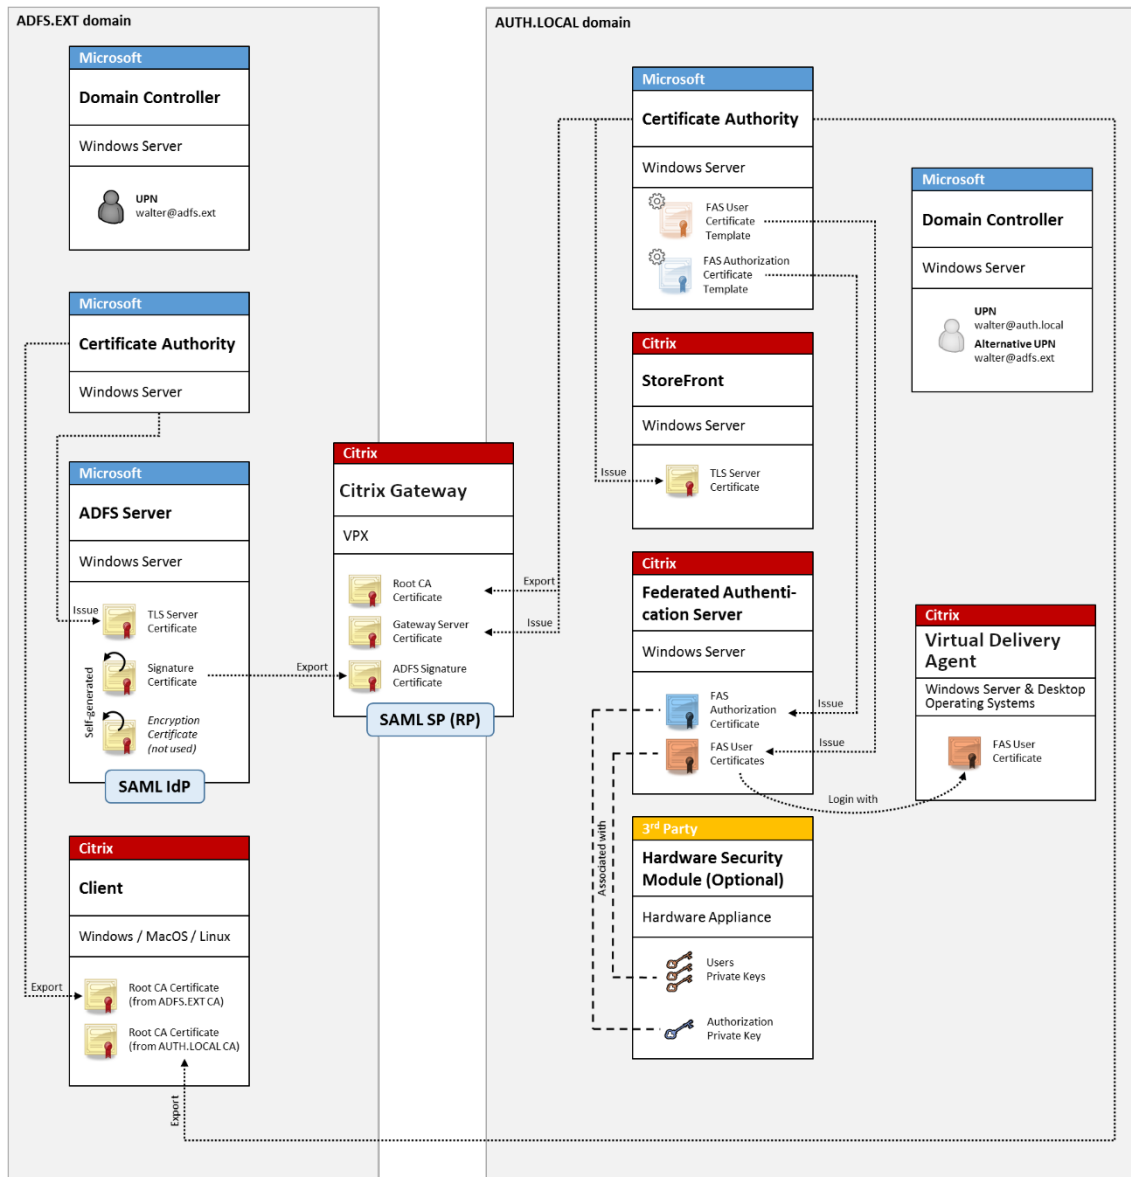 ADFS.EXT domain
Microsoft
Domain Controller
Windows Server
UPN
walter@adfs.ext
Microsoft
Certificate Authority
Windows Server
Microsoft
ADFS Server
Windows Server
Issue
TLS Server
Certificate
Self-generated
Signature
Certificate
Encryption
Certificate
(not used)
SAML IdP
Citrix
Client
Windows / MacOS / Linux
Export
Root CA Certificate
(from ADFS.EXT CA)
Root CA Certificate
(from AUTH.LOCAL CA)
Export
Citrix
Citrix Gateway
VPX
Root CA
Certificate
Export
Gateway Server
Certificate
Issue
Export
ADFS Signature
Certificate
SAML SP (RP)
AUTH.LOCAL domain
Microsoft
Certificate Authority
Windows Server
FAS User
Certificate
Template
FAS Authorization
Certificate
Template
Citrix
StoreFront
Windows Server
Issue
TLS Server
Certificate
Citrix
Federated Authenti-
cation Server
Windows Server
FAS
Authorization
Certificate
Issue
FAS User
Certificates
Issue
Login with
Associated with
3rd Party
Hardware Security
Module (Optional)
Hardware Appliance
Users
Private Keys
Authorization
Private Key
Microsoft
Domain Controller
Windows Server
UPN
walter@auth.local
Alternative UPN
walter@adfs.ext
Citrix
Virtual Delivery
Agent
Windows Server & Desktop
Operating Systems
FAS User
Certificate